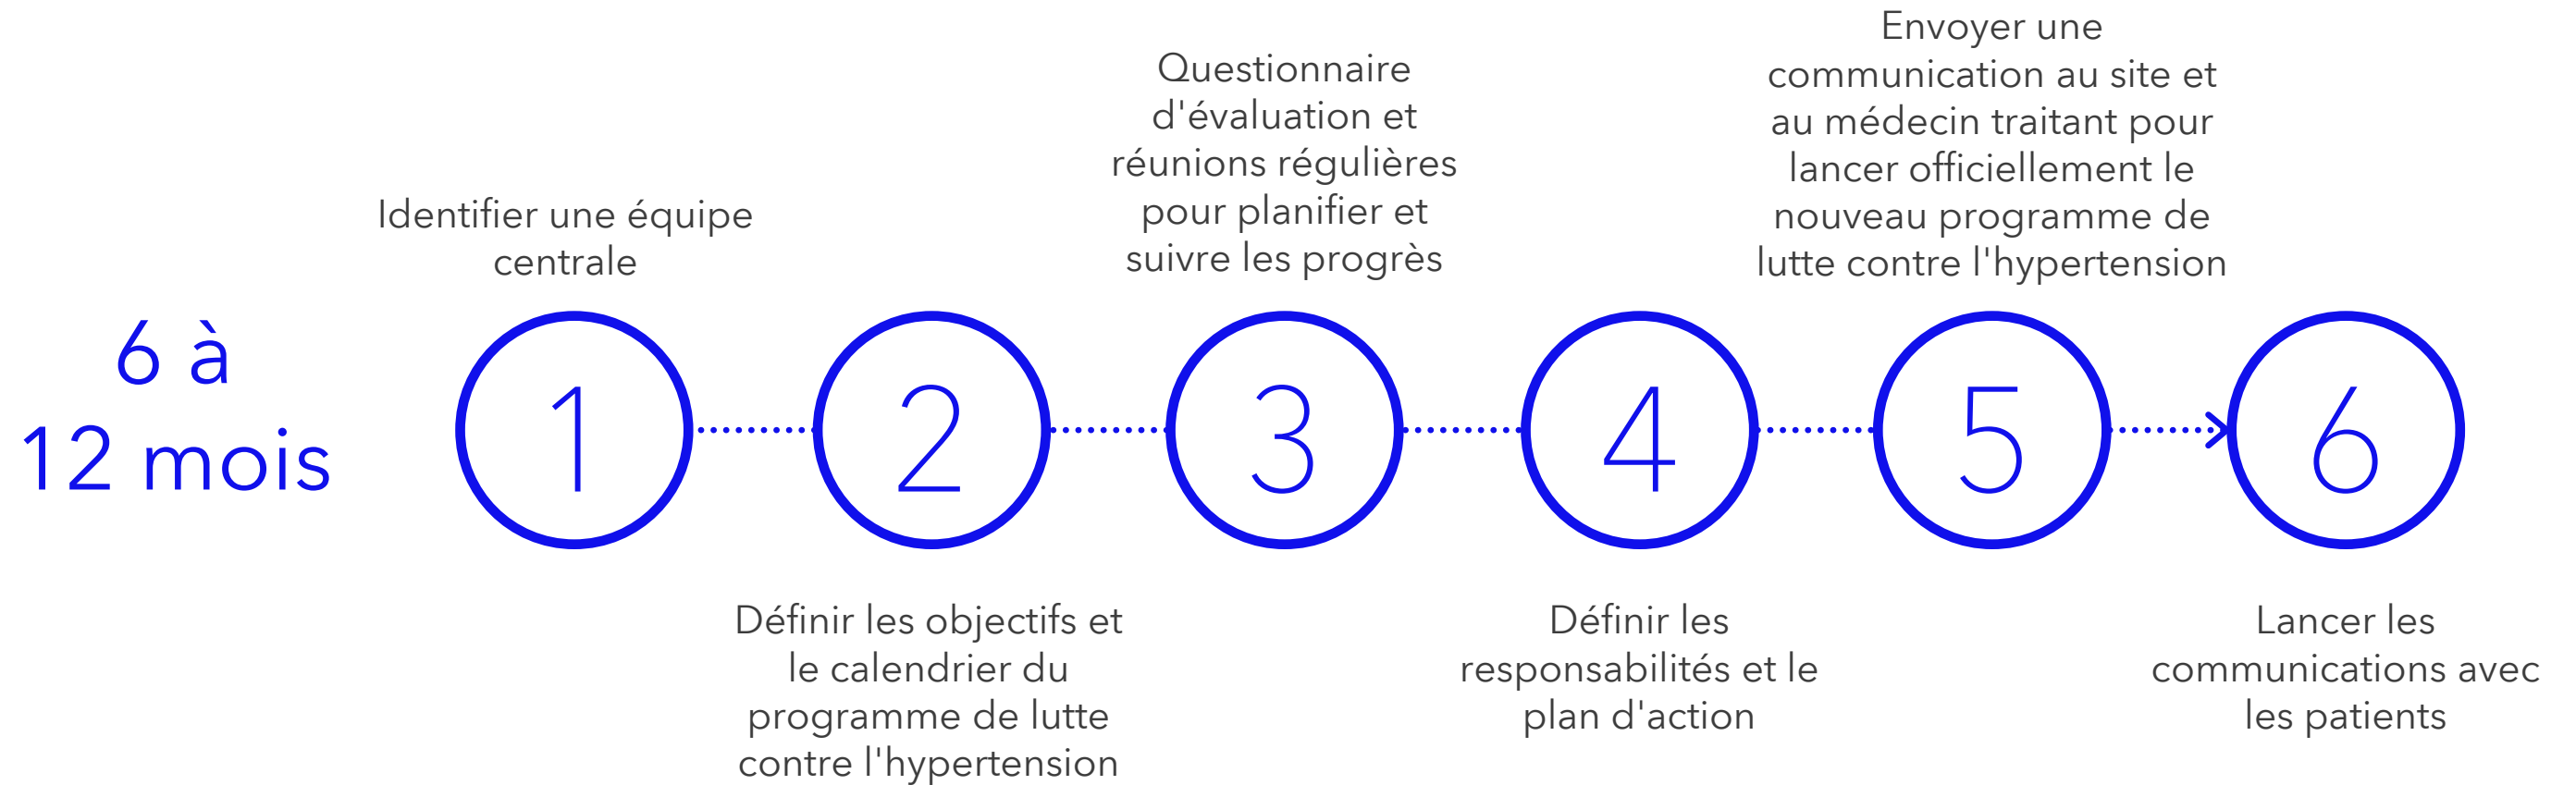 6 à
12 mois
Identifier une équipe
centrale
1
2
Définir les objectifs et
le calendrier du
programme de lutte
contre l'hypertension
Questionnaire
d'évaluation et
réunions régulières
pour planifier et
suivre les progrès
3
4
Définir les
responsabilités et le
plan d'action
Envoyer une
communication au site et
au médecin traitant pour
lancer officiellement le
nouveau programme de
lutte contre l'hypertension
5
6
Lancer les
communications avec
les patients